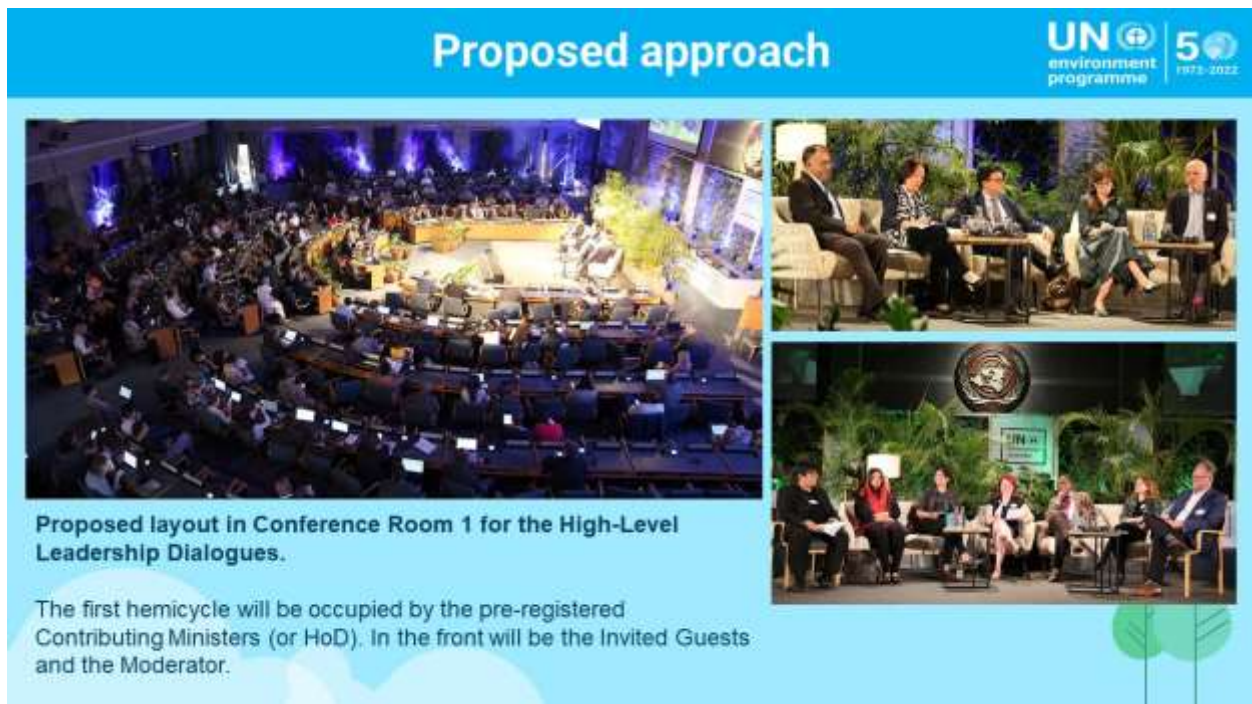 Proposed approach
UN
environment
programme
50
1972-2022
UN
Proposed layout in Conference Room 1 for the High-Level
Leadership Dialogues.
The first hemicycle will be occupied by the pre-registered
Contributing Ministers (or HoD). In the front will be the Invited Guests
and the Moderator.